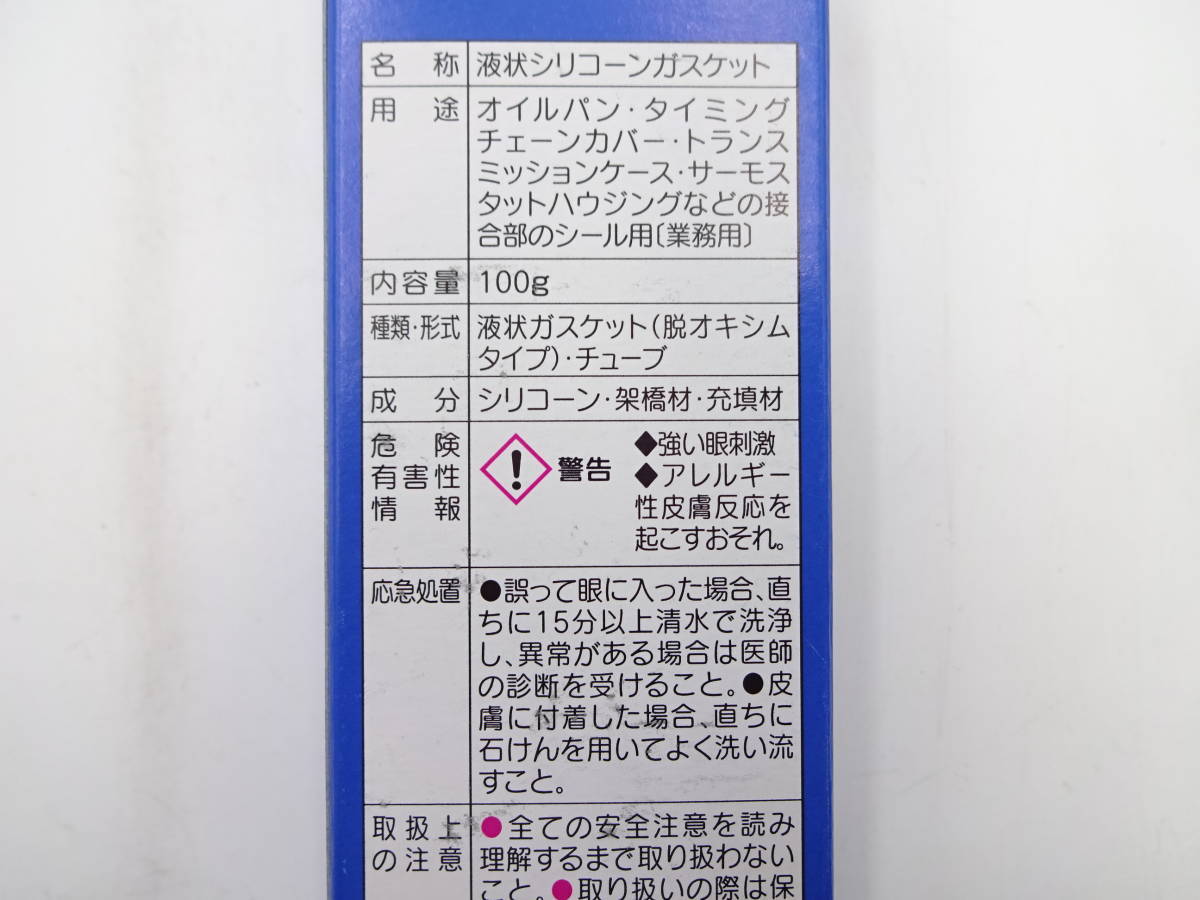 名称 液状シリコーンガスケット
用途 オイルパン・タイミング
チェーンカバー・トランス
ミッションケース・サーモス
タットハウジングなどの接
合部のシール用〔業務用〕
内容量 100g
種類・形式 液状ガスケット(脱オキシム
タイプ)・チューブ
成分 シリコーン・架橋材・充填材
危険
有害性
情報
警告
◆強い眼刺激
◆アレルギー
性皮膚反応を
起こすおそれ。
応急処置 ●誤って眼に入った場合、直
ちに15分以上清水で洗浄
し、異常がある場合は医師
の診断を受けること。●皮
膚に付着した場合、直ちに
石けんを用いてよく洗い流
すこと。
取扱上
の注意
●全ての安全注意を読み
理解するまで取り扱わない
こと。●取り扱いの際は保